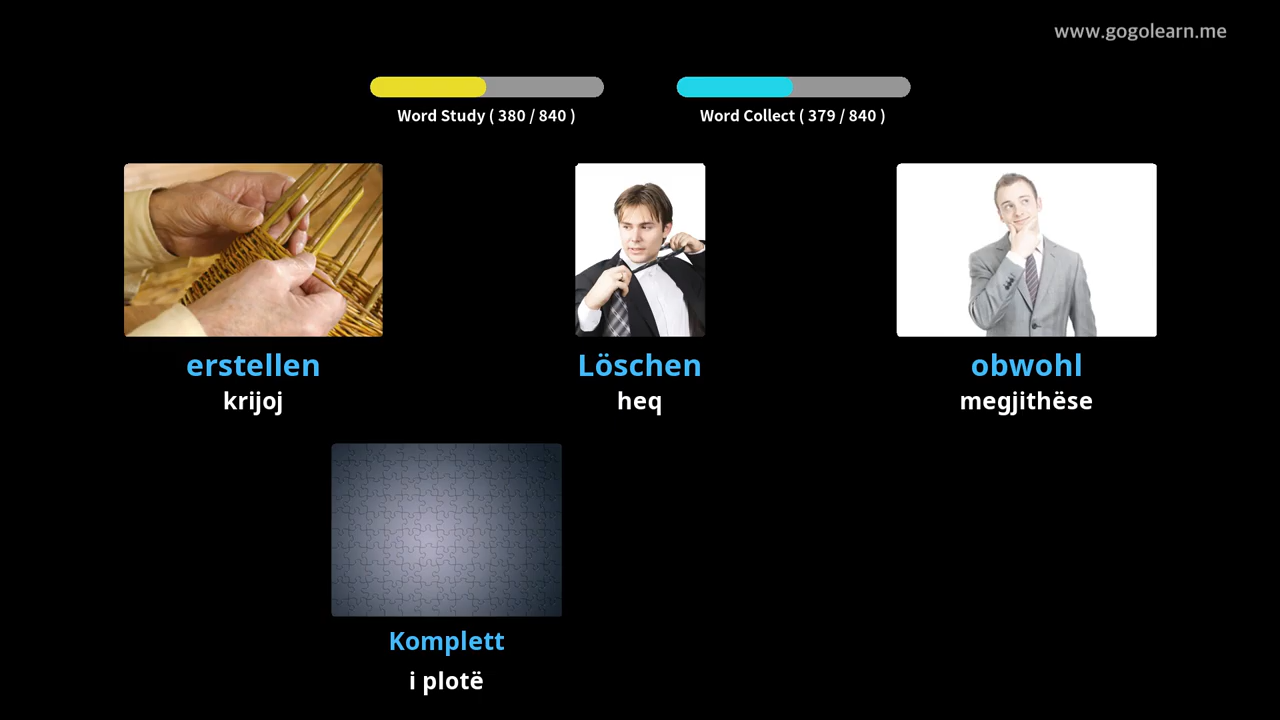 www.gogolearn.me
Word Study ( 380 / 840 )
Word Collect ( 379 / 840 )
erstellen
krijoj
Löschen
heq
obwohl
megjithëse
Komplett
i plotë